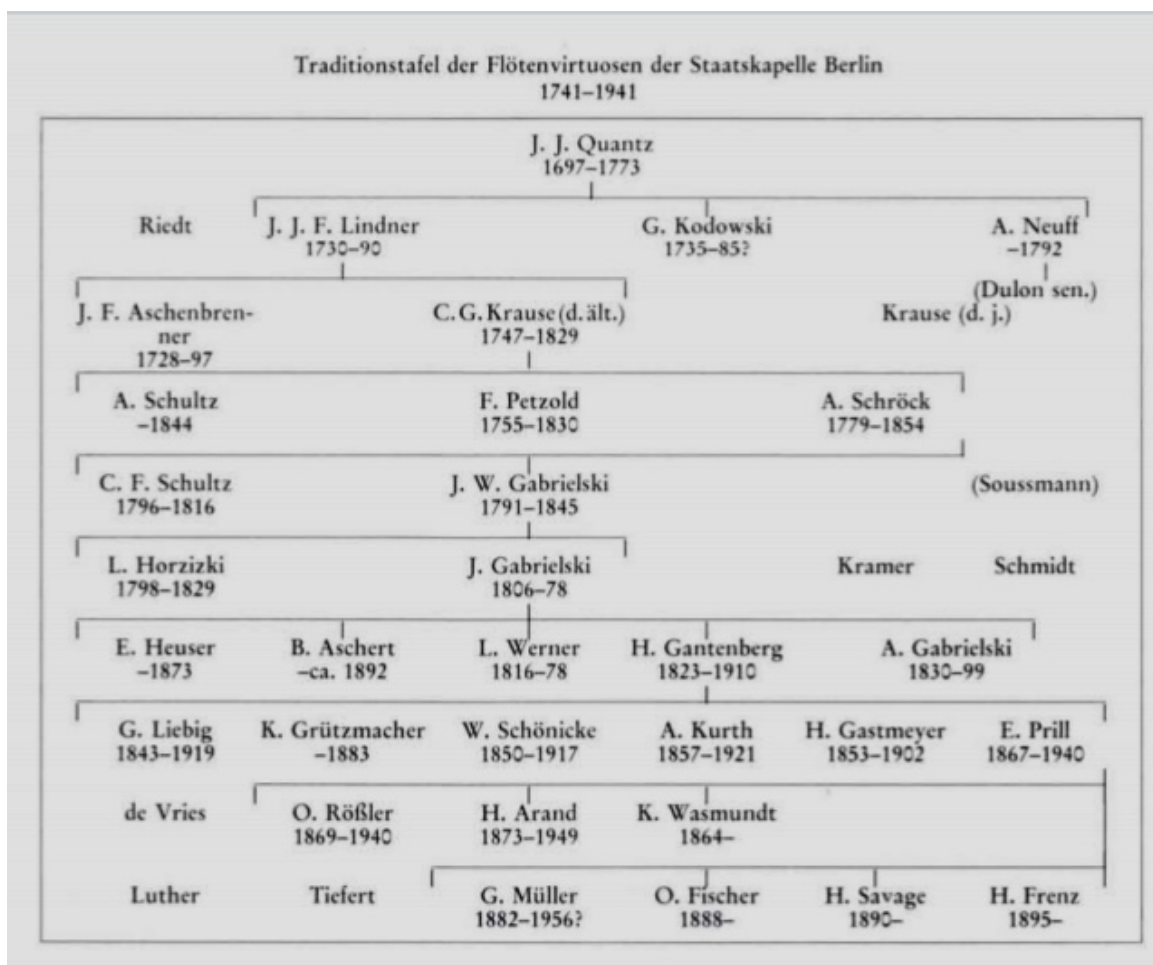 Traditionstafel der Flötenvirtuosen der Staatskapelle Berlin
1741–1941
J. J. Quantz
1697–1773
Riedt J. J. F. Lindner G. Kodowski A. Neuff
1730–90 1735–85? –1792
(Dulon sen.)
J. F. Aschenbren- C. G. Krause (d. ält.) Krause (d. j.)
ner 1747–1829
1728–97
A. Schultz F. Petzold A. Schröck
–1844 1755–1830 1779–1854
C. F. Schultz J. W. Gabrielski (Soussmann)
1796–1816 1791–1845
L. Horzizki J. Gabrielski Kramer Schmidt
1798–1829 1806–78
E. Heuser B. Aschert L. Werner H. Gantenberg A. Gabrielski
–1873 –ca. 1892 1816–78 1823–1910 1830–99
G. Liebig K. Grützmacher W. Schönicke A. Kurth H. Gastmeyer E. Prill
1843–1919 –1883 1850–1917 1857–1921 1853–1902 1867–1940
de Vries O. Rößler H. Arand K. Wasmundt
1869–1940 1873–1949 1864–
Luther Tiefert G. Müller O. Fischer H. Savage H. Frenz
1882–1956? 1888– 1890– 1895–